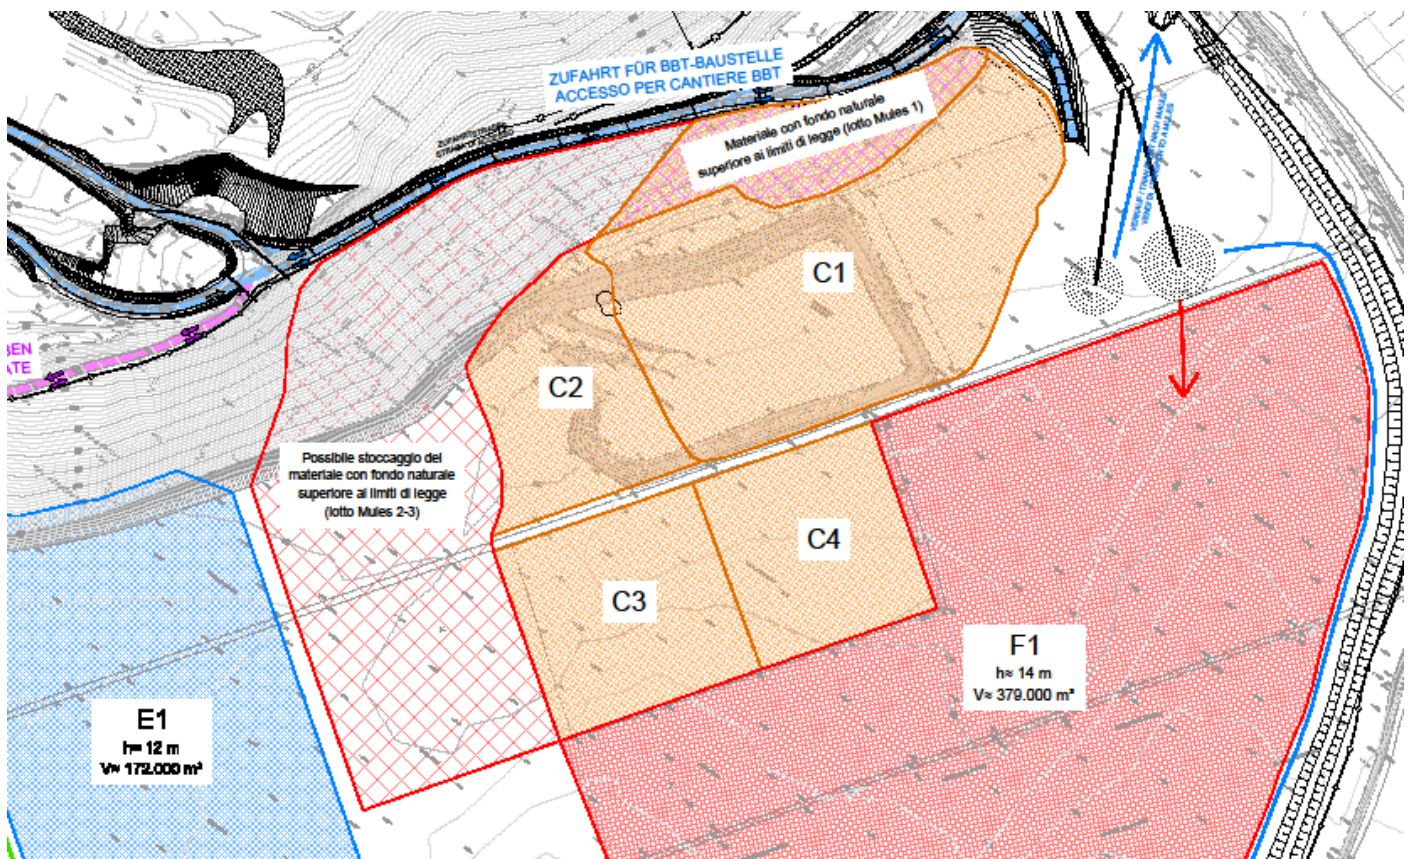 ZUFAHRT FÜR BBT-BAUSTELLE
ACCESSO PER CANTIERE BBT
Materiale con fondo naturale
superiore ai limiti di legge (lotto Mules 1)
C1
C2
BEN
ATE
Possibile stoccaggio del
materiale con fondo naturale
superiore ai limiti di legge
(lotto Mules 2-3)
C4
C3
F1
h≈ 14 m
V≈ 379.000 m³
E1
h= 12 m
V≈ 172.000 m³